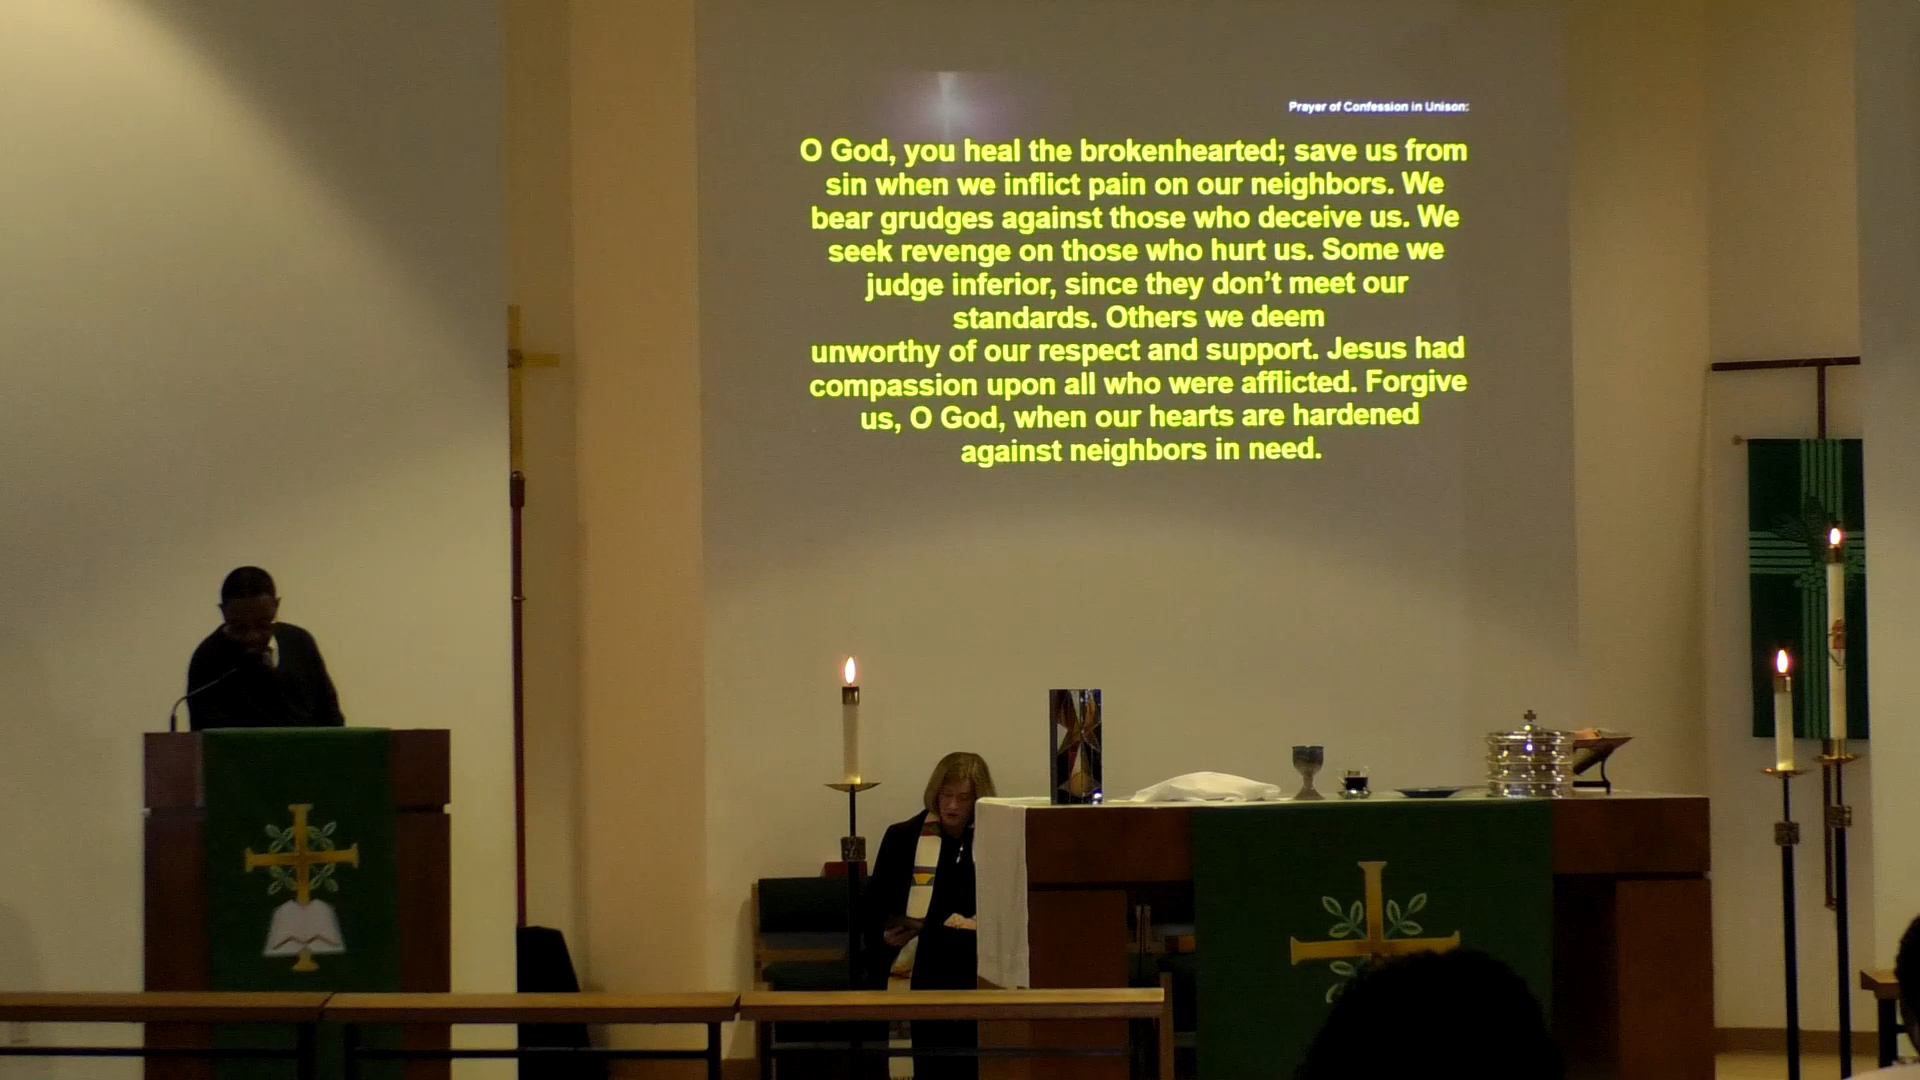 Prayer of Confession in Unison:
O God, you heal the brokenhearted; save us from
sin when we inflict pain on our neighbors. We
bear grudges against those who deceive us. We
seek revenge on those who hurt us. Some we
judge inferior, since they don’t meet our
standards. Others we deem
unworthy of our respect and support. Jesus had
compassion upon all who were afflicted. Forgive
us, O God, when our hearts are hardened
against neighbors in need.